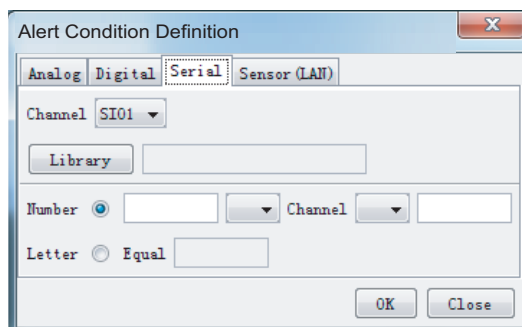 Alert Condition Definition
Analog Digital Serial Sensor(LAN)
Channel SI01
Library
Number Channel
Letter Equal
OK Close